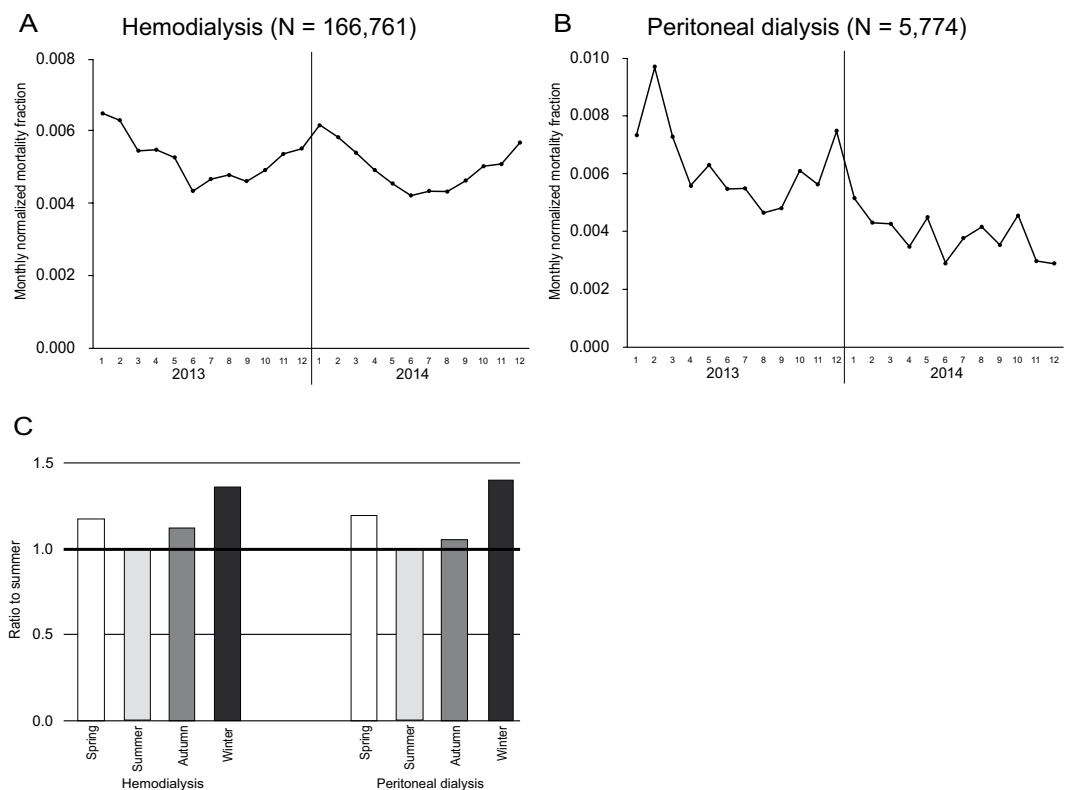 A
Hemodialysis (N = 166,761)
Monthly normalized mortality fraction
0.008
0.006
0.004
0.002
0.000
1 2 3 4 5 6 7 8 9 10 11 12 1 2 3 4 5 6 7 8 9 10 11 12
2013 2014
B
Peritoneal dialysis (N = 5,774)
Monthly normalized mortality fraction
0.010
0.008
0.006
0.004
0.002
0.000
1 2 3 4 5 6 7 8 9 10 11 12 1 2 3 4 5 6 7 8 9 10 11 12
2013 2014
C
Ratio to summer
1.5
1.0
0.5
0.0
Spring Summer Autumn Winter Spring Summer Autumn Winter
Hemodialysis Peritoneal dialysis